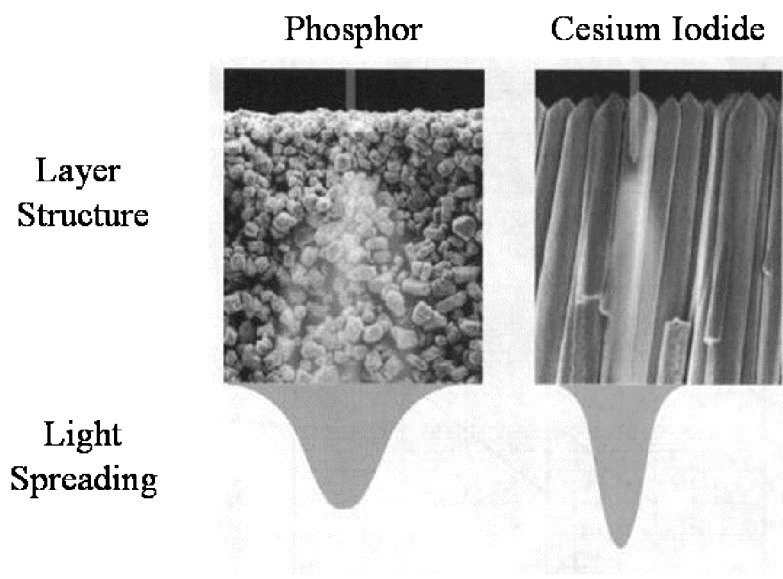 Phosphor
Cesium Iodide
Layer
Structure
Light
Spreading